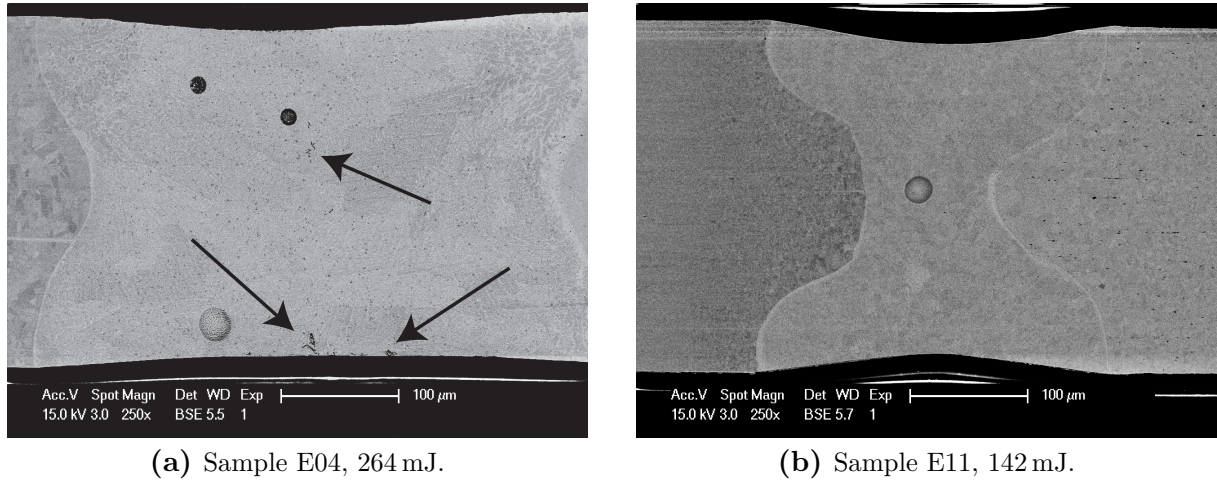 Acc.V Spot Magn Det WD Exp 100 µm
15.0 kV 3.0 250x BSE 5.5 1
Acc.V Spot Magn Det WD Exp 100 µm
15.0 kV 3.0 250x BSE 5.7 1
(a) Sample E04, 264 mJ.
(b) Sample E11, 142 mJ.